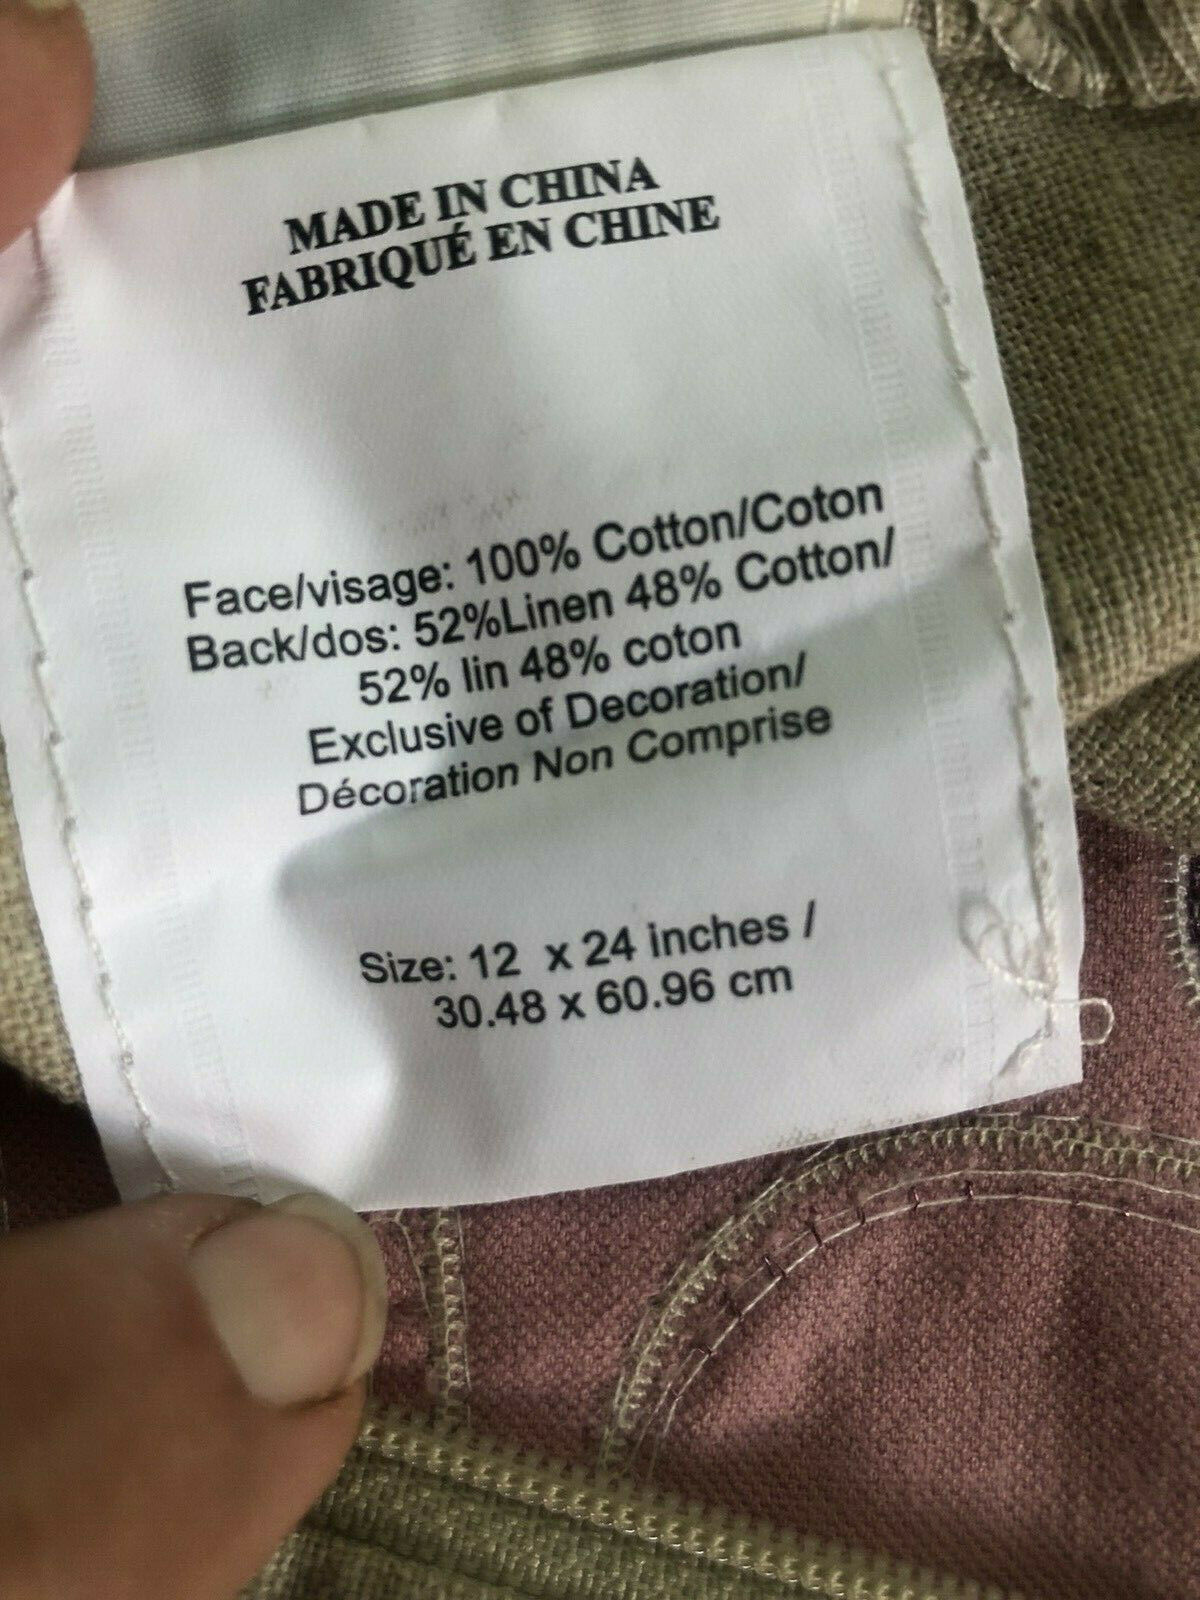 MADE IN CHINA
FABRIQUÉ EN CHINE
Face/visage: 100% Cotton/Coton
Back/dos: 52%Linen 48% Cotton/
52% lin 48% coton
Exclusive of Decoration/
Décoration Non Comprise
Size: 12 x 24 inches /
30.48 x 60.96 cm